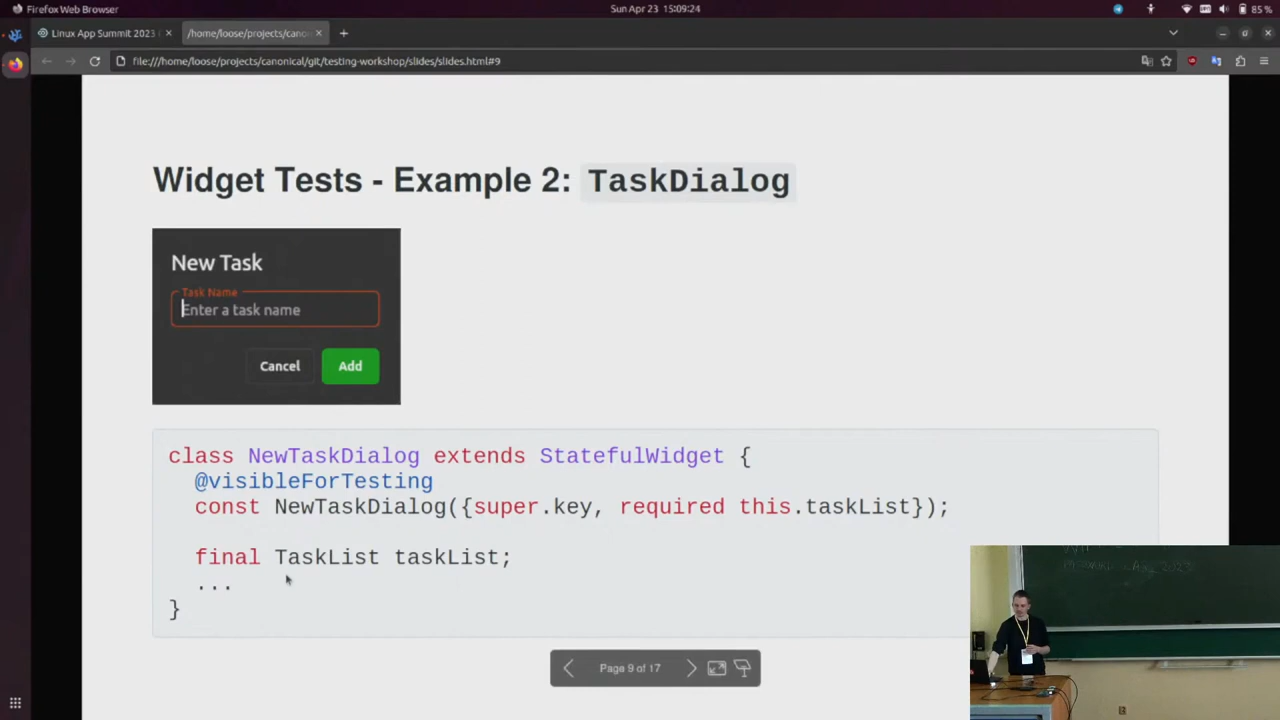 Firefox Web Browser
Sun Apr 23 15:09:24
85 %
Linux App Summit 2023 (
/home/loose/projects/cano
file:///home/loose/projects/canonical/git/testing-workshop/slides/slides.html#9
Widget Tests - Example 2: TaskDialog
New Task
Task Name
Enter a task name
Cancel
Add
class NewTaskDialog extends StatefulWidget {
@visibleForTesting
const NewTaskDialog({super.key, required this.taskList});
final TaskList taskList;
...
}
Page 9 of 17